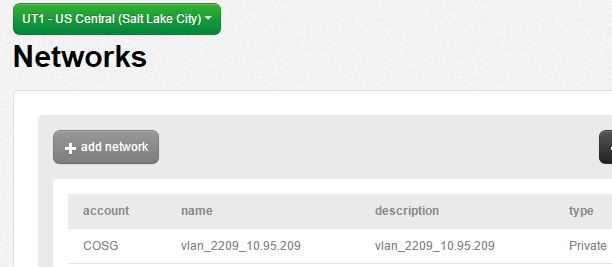 UT1 - US Central (Salt Lake City)
Networks
add network
account name description type
COSG vlan_2209_10.95.209 vlan_2209_10.95.209 Private